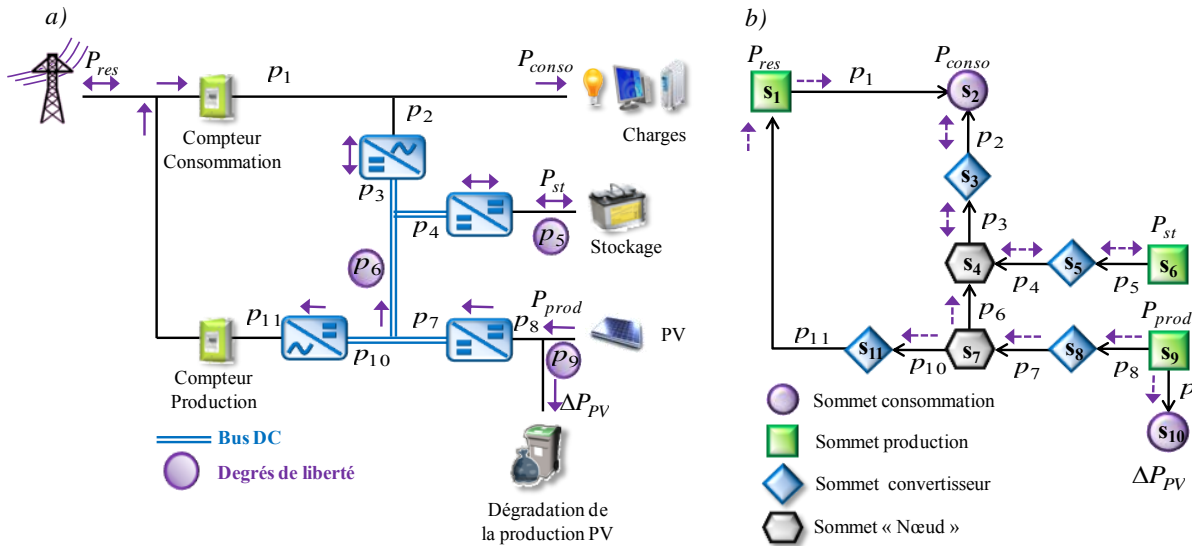 a)
P_res
p_1
P_conso
Charges
Compteur
Consommation
p_2
p_3
p_4
P_st
p_5
Stockage
p_6
P_prod
p_11
p_10
p_7
p_8
p_9
PV
Compteur
Production
ΔP_PV
Bus DC
Degrés de liberté
Dégradation de
la production PV
b)
P_res
P_conso
s_1
p_1
s_2
p_2
s_3
p_3
P_st
s_4
p_4
s_5
p_5
s_6
p_6
P_prod
p_11
s_11
p_10
s_7
p_7
s_8
p_8
s_9
p
s_10
ΔP_PV
Sommet consommation
Sommet production
Sommet convertisseur
Sommet « Nœud »